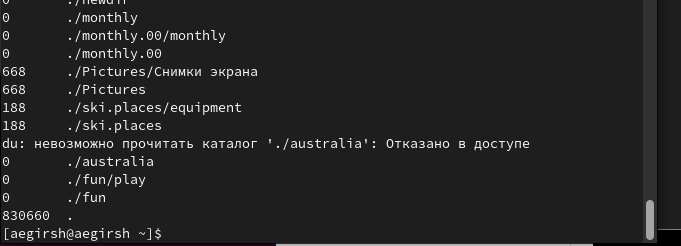 0 ./newdir
0 ./monthly
0 ./monthly.00/monthly
0 ./monthly.00
668 ./Pictures/Снимки экрана
668 ./Pictures
188 ./ski.places/equipment
188 ./ski.places
du: невозможно прочитать каталог './australia': Отказано в доступе
0 ./australia
0 ./fun/play
0 ./fun
830660 .
[aegirsh@aegirsh ~]$